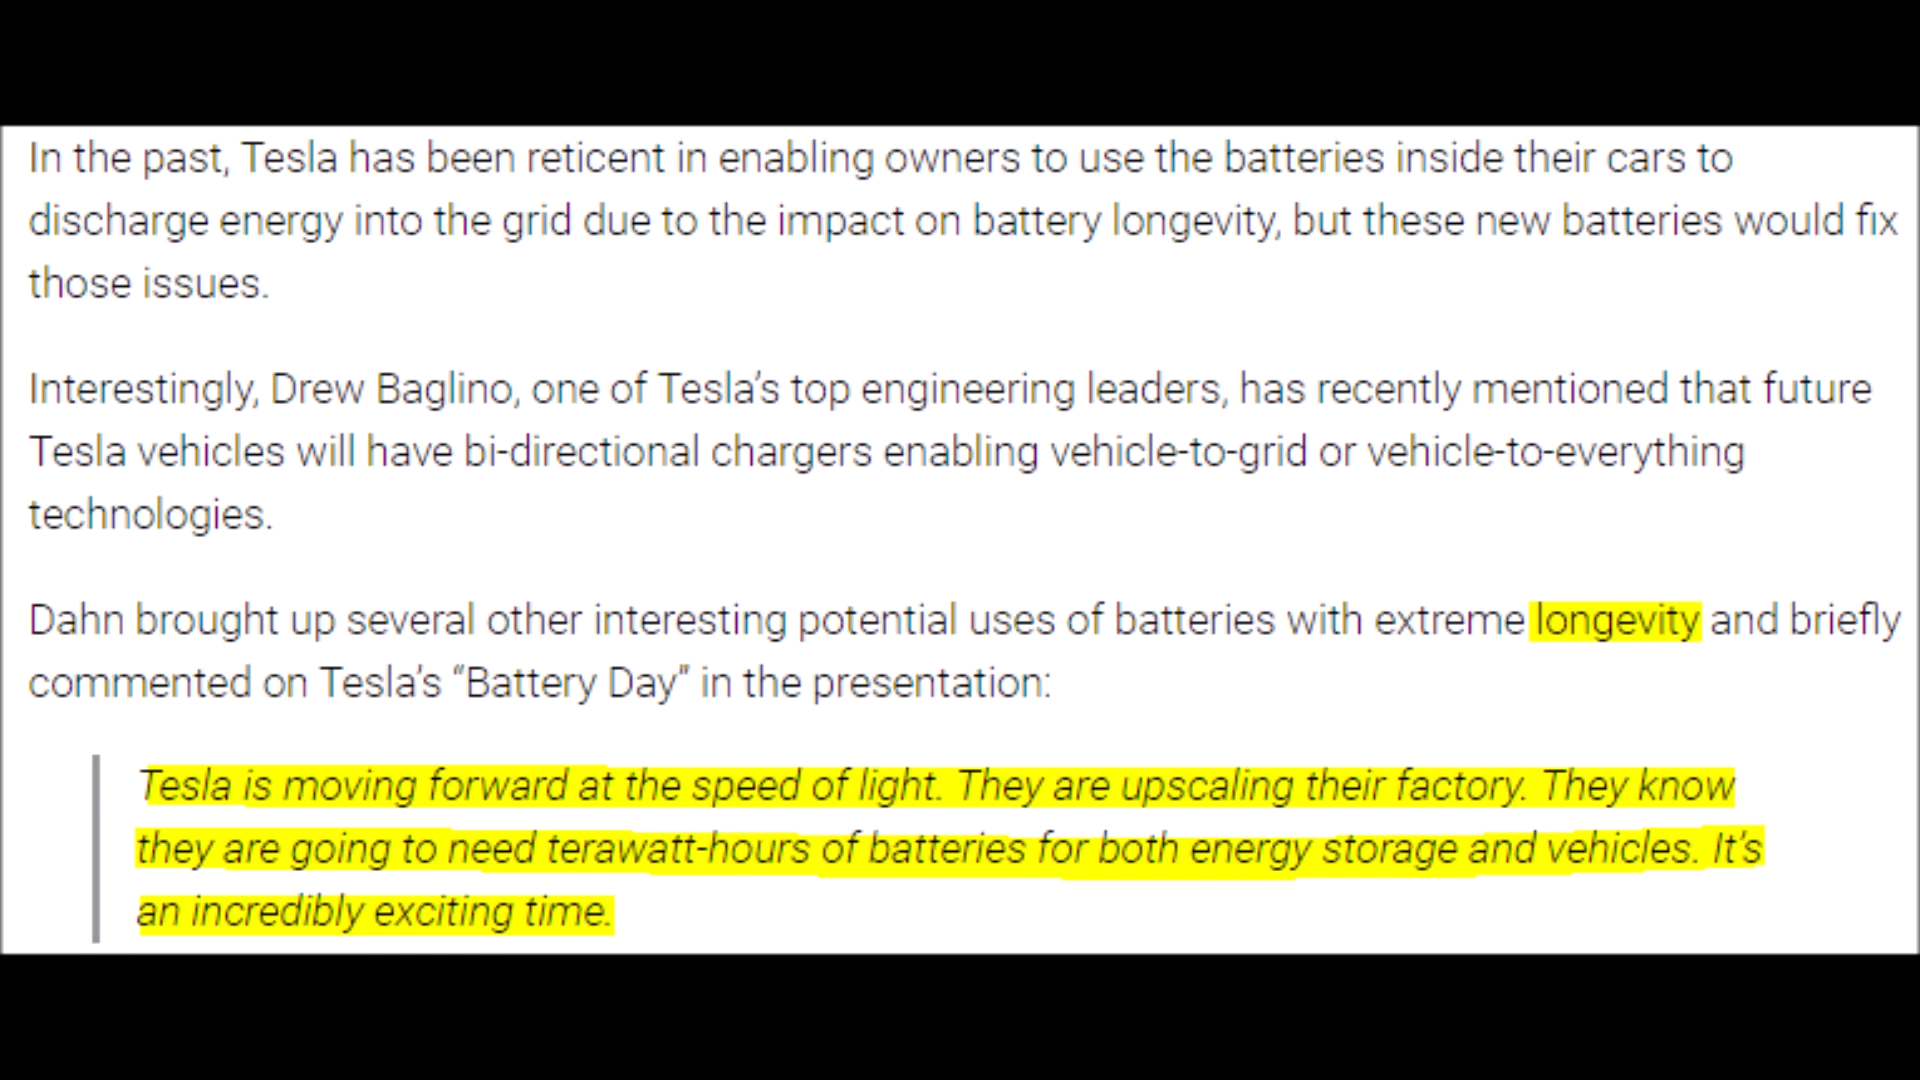 In the past, Tesla has been reticent in enabling owners to use the batteries inside their cars to
discharge energy into the grid due to the impact on battery longevity, but these new batteries would fix
those issues.
Interestingly, Drew Baglino, one of Tesla’s top engineering leaders, has recently mentioned that future
Tesla vehicles will have bi-directional chargers enabling vehicle-to-grid or vehicle-to-everything
technologies.
Dahn brought up several other interesting potential uses of batteries with extreme longevity and briefly
commented on Tesla’s “Battery Day” in the presentation:
Tesla is moving forward at the speed of light. They are upscaling their factory. They know
they are going to need terawatt-hours of batteries for both energy storage and vehicles. It’s
an incredibly exciting time.